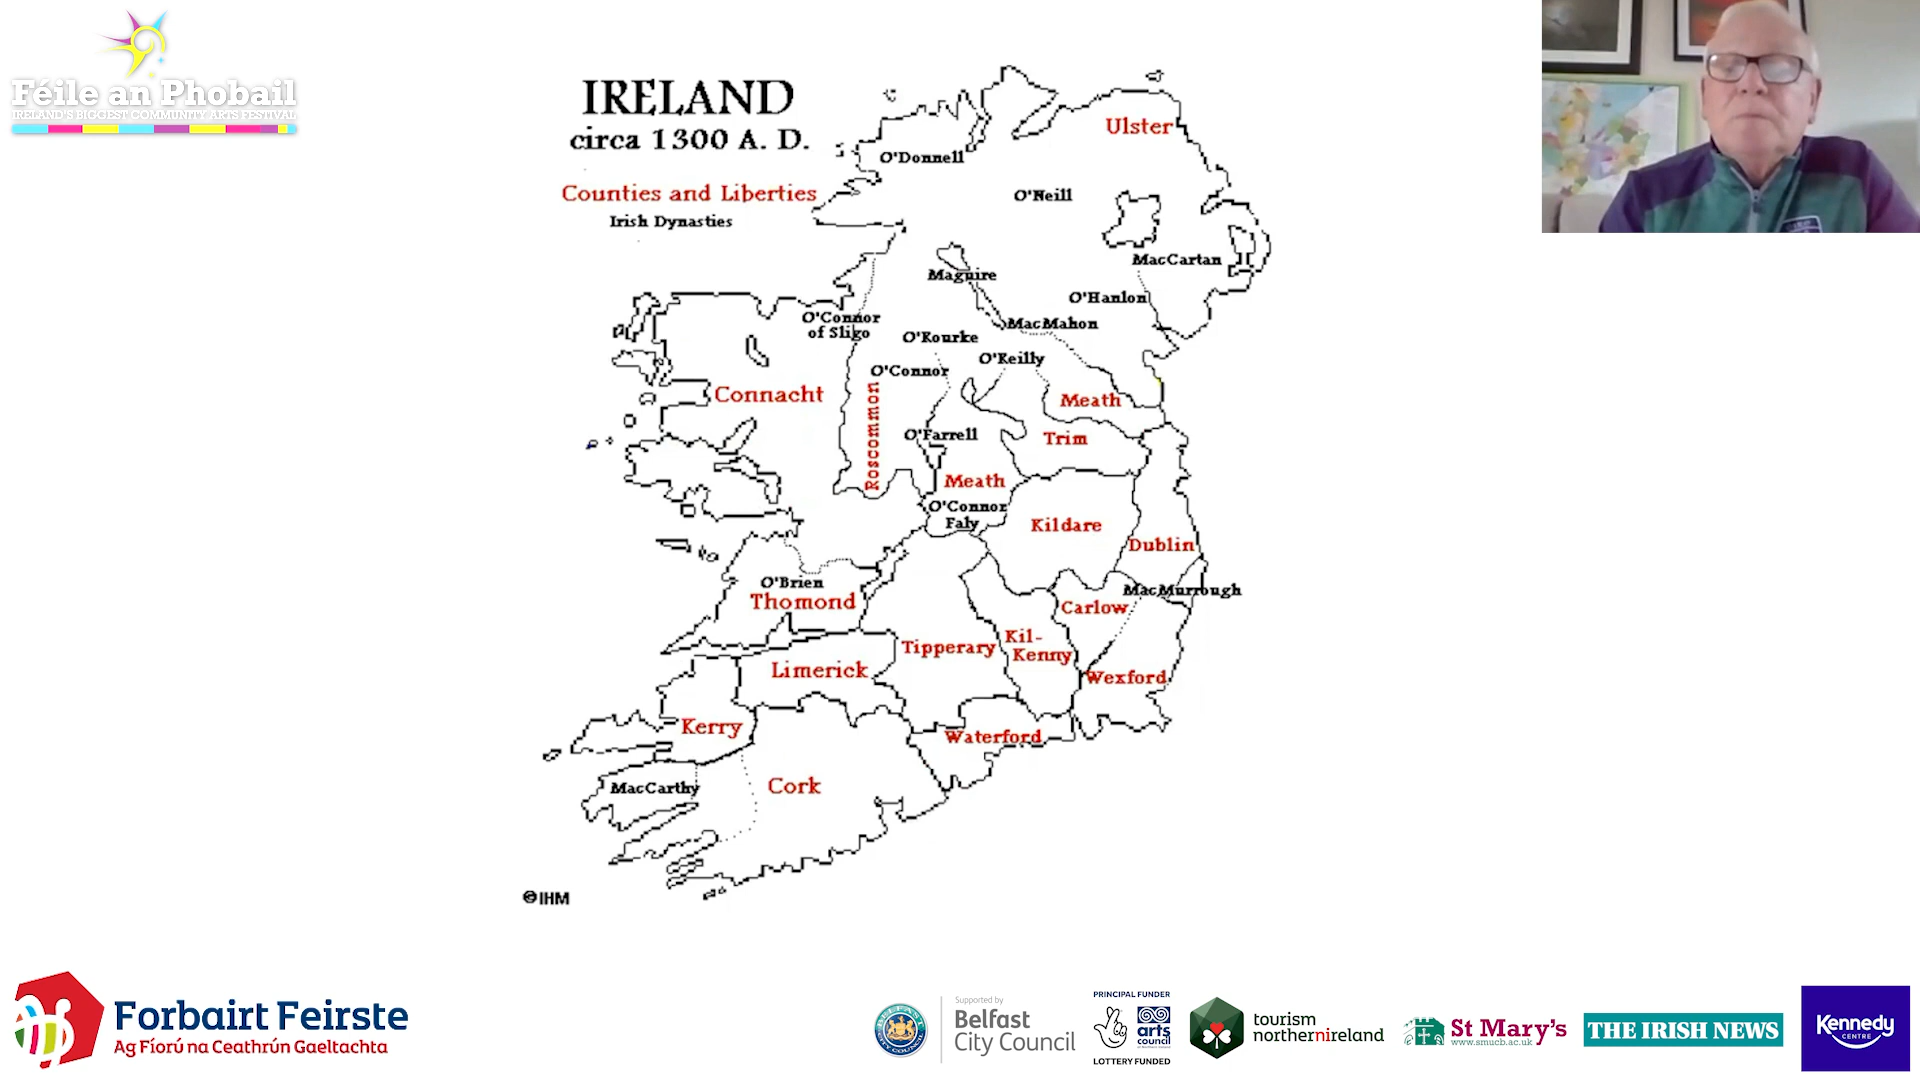 Féile an Phobail
IRELAND'S BIGGEST COMMUNITY ARTS FESTIVAL
IRELAND
circa 1300 A. D.
Counties and Liberties
Irish Dynasties
Ulster
O'Donnell
O'Neill
MacCartan
Maguire
O'Hanlon
O'Connor
of Sligo
MacMahon
O'Rourke
O'Reilly
O'Connor
Connacht
Roscommon
Meath
O'Farrell
Trim
Meath
O'Connor
Faly
Kildare
Dublin
O'Brien
Thomond
MacMurrough
Carlow
Tipperary
Kil-
Kenny
Limerick
Wexford
Kerry
Waterford
MacCarthy
Cork
©IHM
Forbairt Feirste
Ag Fíorú na Ceathrún Gaeltachta
BELFAST CITY COUNCIL
Supported by
Belfast
City Council
PRINCIPAL FUNDER
arts
council
LOTTERY FUNDED
tourism
northernireland
St Mary's
www.smucb.ac.uk
THE IRISH NEWS
Kennedy
CENTRE